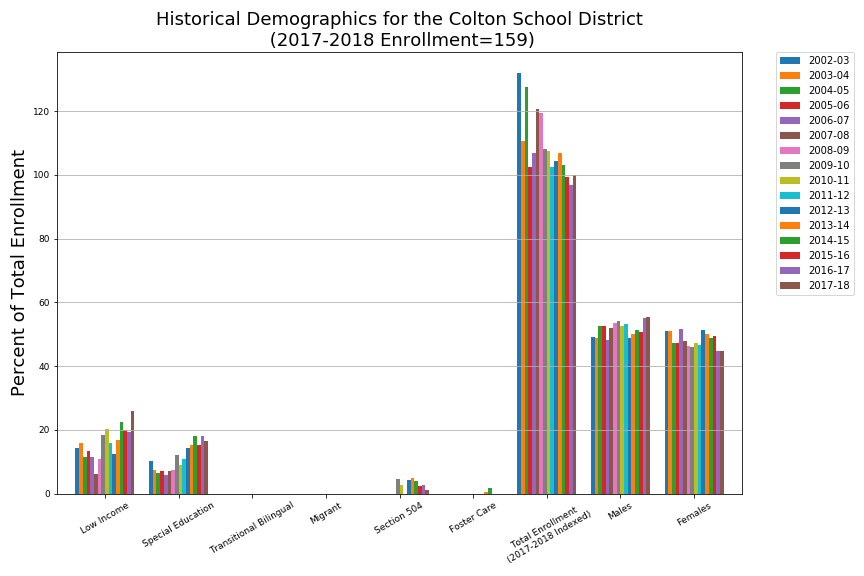 Historical Demographics for the Colton School District
(2017-2018 Enrollment=159)
Percent of Total Enrollment
120
100
80
60
40
20
0
Low Income
Special Education
Transitional Bilingual
Migrant
Section 504
Foster Care
Total Enrollment
(2017-2018 Indexed)
Males
Females
2002-03
2003-04
2004-05
2005-06
2006-07
2007-08
2008-09
2009-10
2010-11
2011-12
2012-13
2013-14
2014-15
2015-16
2016-17
2017-18